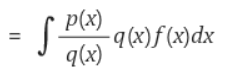 = ∫ p(x)/q(x) q(x)f(x)dx